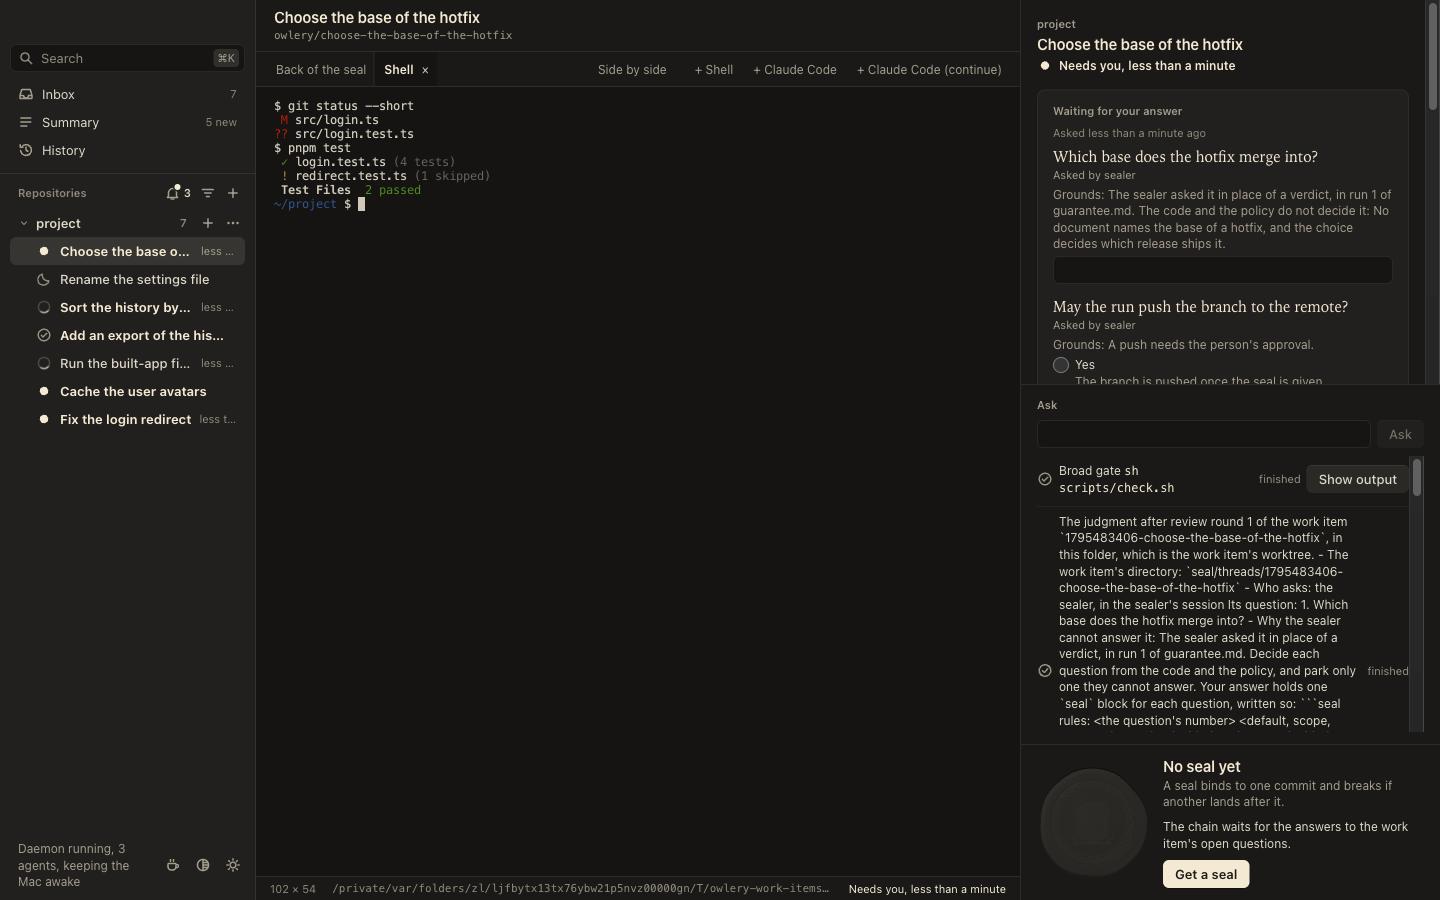 Search ⌘K
Inbox 7
Summary 5 new
History
Repositories 3
project 7
Choose the base o... less ...
Rename the settings file
Sort the history by... less ...
Add an export of the his...
Run the built-app fi... less ...
Cache the user avatars
Fix the login redirect less t...
Daemon running, 3
agents, keeping the
Mac awake
Choose the base of the hotfix
owlery/choose-the-base-of-the-hotfix
Back of the seal Shell × Side by side + Shell + Claude Code + Claude Code (continue)
$ git status --short
M src/login.ts
?? src/login.test.ts
$ pnpm test
✓ login.test.ts (4 tests)
! redirect.test.ts (1 skipped)
Test Files 2 passed
~/project $
102 × 54 /private/var/folders/zl/ljfbytx13tx76ybw21p5nvz00000gn/T/owlery-work-items… Needs you, less than a minute
project
Choose the base of the hotfix
Needs you, less than a minute
Waiting for your answer
Asked less than a minute ago
Which base does the hotfix merge into?
Asked by sealer
Grounds: The sealer asked it in place of a verdict, in run 1 of
guarantee.md. The code and the policy do not decide it: No
document names the base of a hotfix, and the choice
decides which release ships it.
May the run push the branch to the remote?
Asked by sealer
Grounds: A push needs the person's approval.
Yes
The branch is pushed once the seal is given
Ask
Ask
Broad gate sh
scripts/check.sh
finished Show output
The judgment after review round 1 of the work item
`1795483406-choose-the-base-of-the-hotfix`, in
this folder, which is the work item's worktree. - The
work item's directory: `seal/threads/1795483406-
choose-the-base-of-the-hotfix` - Who asks: the
sealer, in the sealer's session Its question: 1. Which
base does the hotfix merge into? - Why the sealer
cannot answer it: The sealer asked it in place of a
verdict, in run 1 of guarantee.md. Decide each
question from the code and the policy, and park only finished
one they cannot answer. Your answer holds one
`seal` block for each question, written so: ```seal
rules: <the question's number> <default, scope,
No seal yet
A seal binds to one commit and breaks if
another lands after it.
The chain waits for the answers to the work
item's open questions.
Get a seal